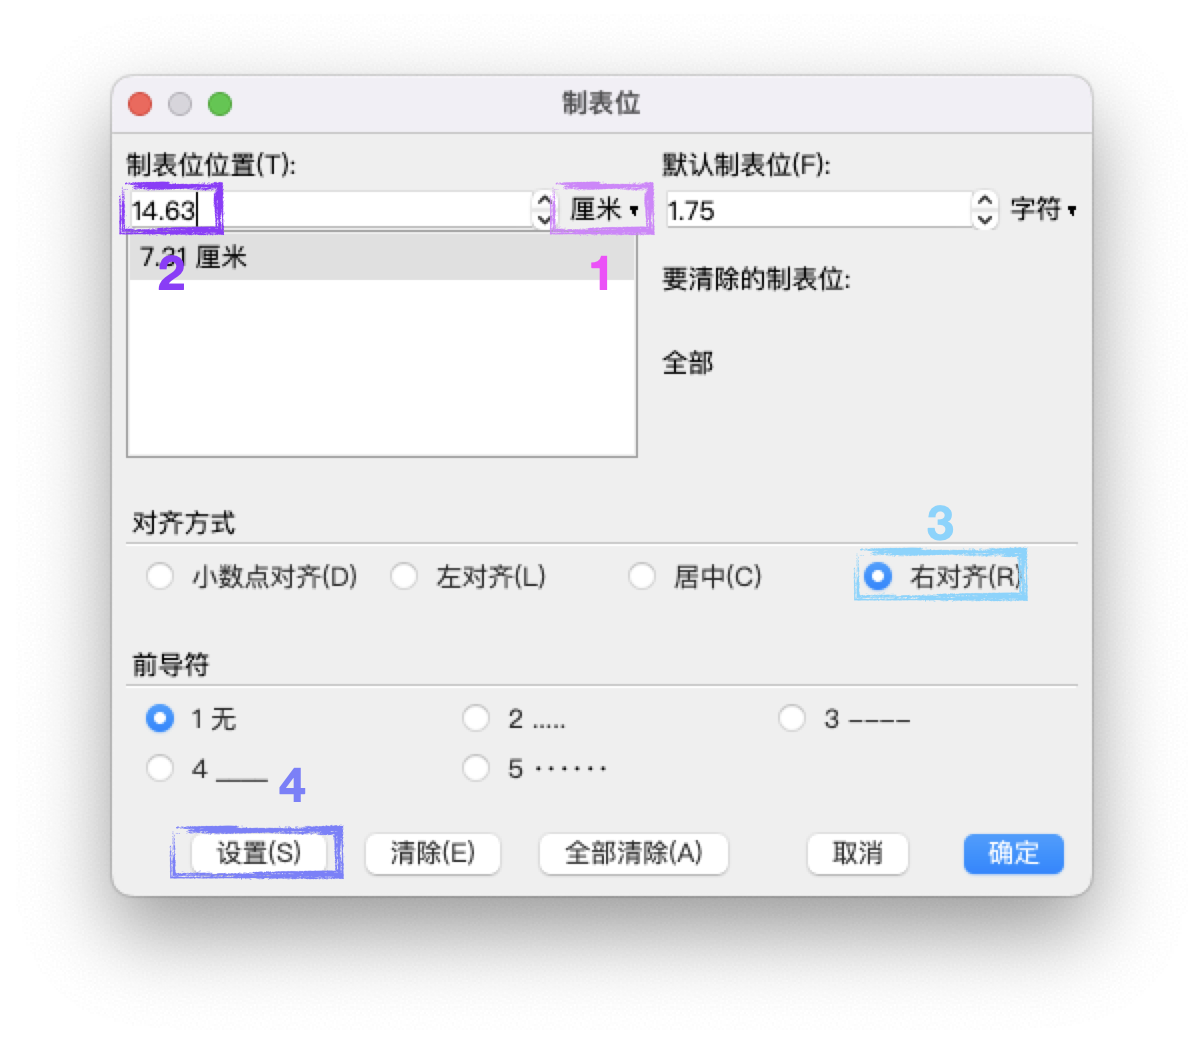 制表位
制表位位置(T):
默认制表位(F):
14.63
厘米
1.75
字符
7.31 厘米
2
1
要清除的制表位:
全部
对齐方式
3
小数点对齐(D) 左对齐(L) 居中(C) 右对齐(R)
前导符
1 无 2 ..... 3 ----
4 ____ 5 ······
4
设置(S) 清除(E) 全部清除(A) 取消 确定